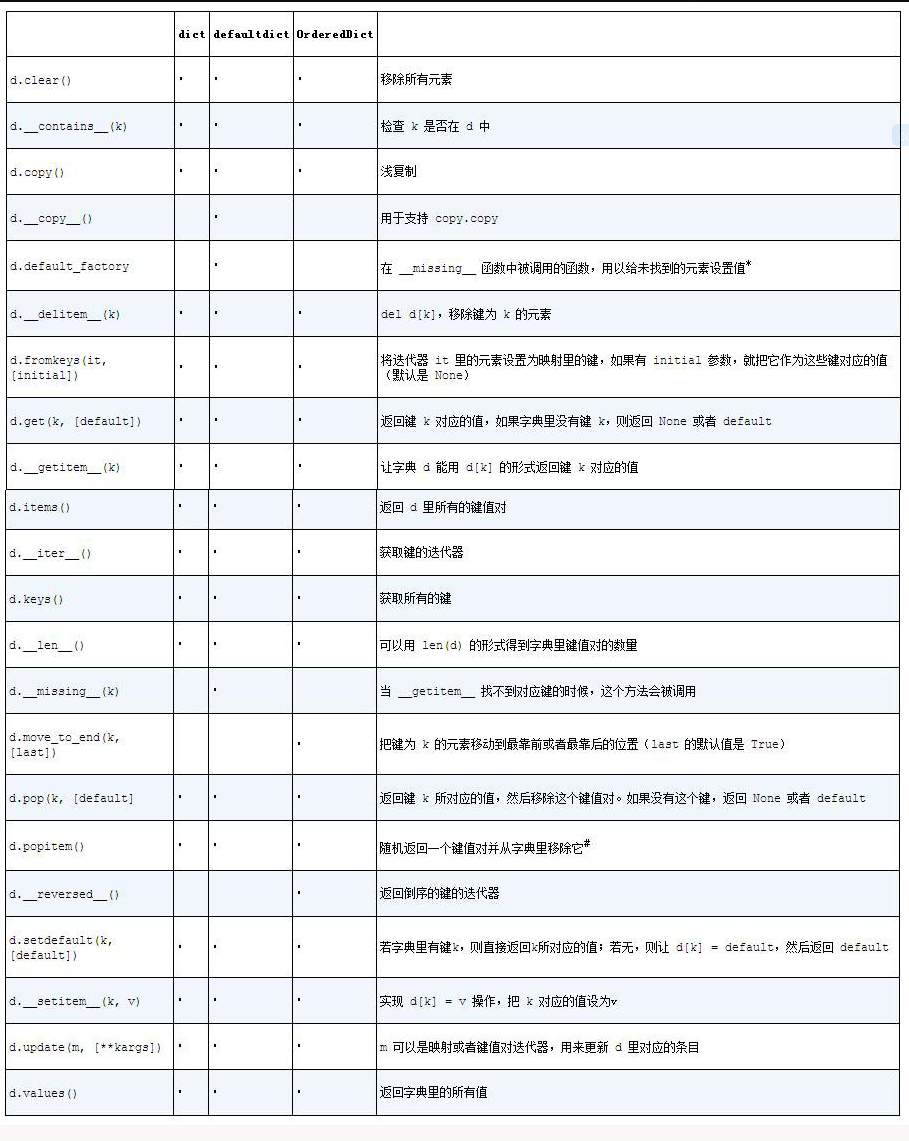 dict defaultdict OrderedDict
d.clear() • • • 移除所有元素
d.__contains__(k) • • • 检查 k 是否在 d 中
d.copy() • • • 浅复制
d.__copy__() • 用于支持 copy.copy
d.default_factory • 在 __missing__ 函数中被调用的函数，用以给未找到的元素设置值*
d.__delitem__(k) • • • del d[k]，移除键为 k 的元素
d.fromkeys(it,
[initial]) • • • 将迭代器 it 里的元素设置为映射里的键，如果有 initial 参数，就把它作为这些键对应的值
（默认是 None）
d.get(k, [default]) • • • 返回键 k 对应的值，如果字典里没有键 k，则返回 None 或者 default
d.__getitem__(k) • • • 让字典 d 能用 d[k] 的形式返回键 k 对应的值
d.items() • • • 返回 d 里所有的键值对
d.__iter__() • • • 获取键的迭代器
d.keys() • • • 获取所有的键
d.__len__() • • • 可以用 len(d) 的形式得到字典里键值对的数量
d.__missing__(k) • 当 __getitem__ 找不到对应键的时候，这个方法会被调用
d.move_to_end(k,
[last]) • 把键为 k 的元素移动到最靠前或者最靠后的位置（last 的默认值是 True）
d.pop(k, [default] • • • 返回键 k 所对应的值，然后移除这个键值对。如果没有这个键，返回 None 或者 default
d.popitem() • • • 随机返回一个键值对并从字典里移除它#
d.__reversed__() • 返回倒序的键的迭代器
d.setdefault(k,
[default]) • • • 若字典里有键k，则直接返回k所对应的值；若无，则让 d[k] = default，然后返回 default
d.__setitem__(k, v) • • • 实现 d[k] = v 操作，把 k 对应的值设为v
d.update(m, [**kargs]) • • • m 可以是映射或者键值对迭代器，用来更新 d 里对应的条目
d.values() • • • 返回字典里的所有值